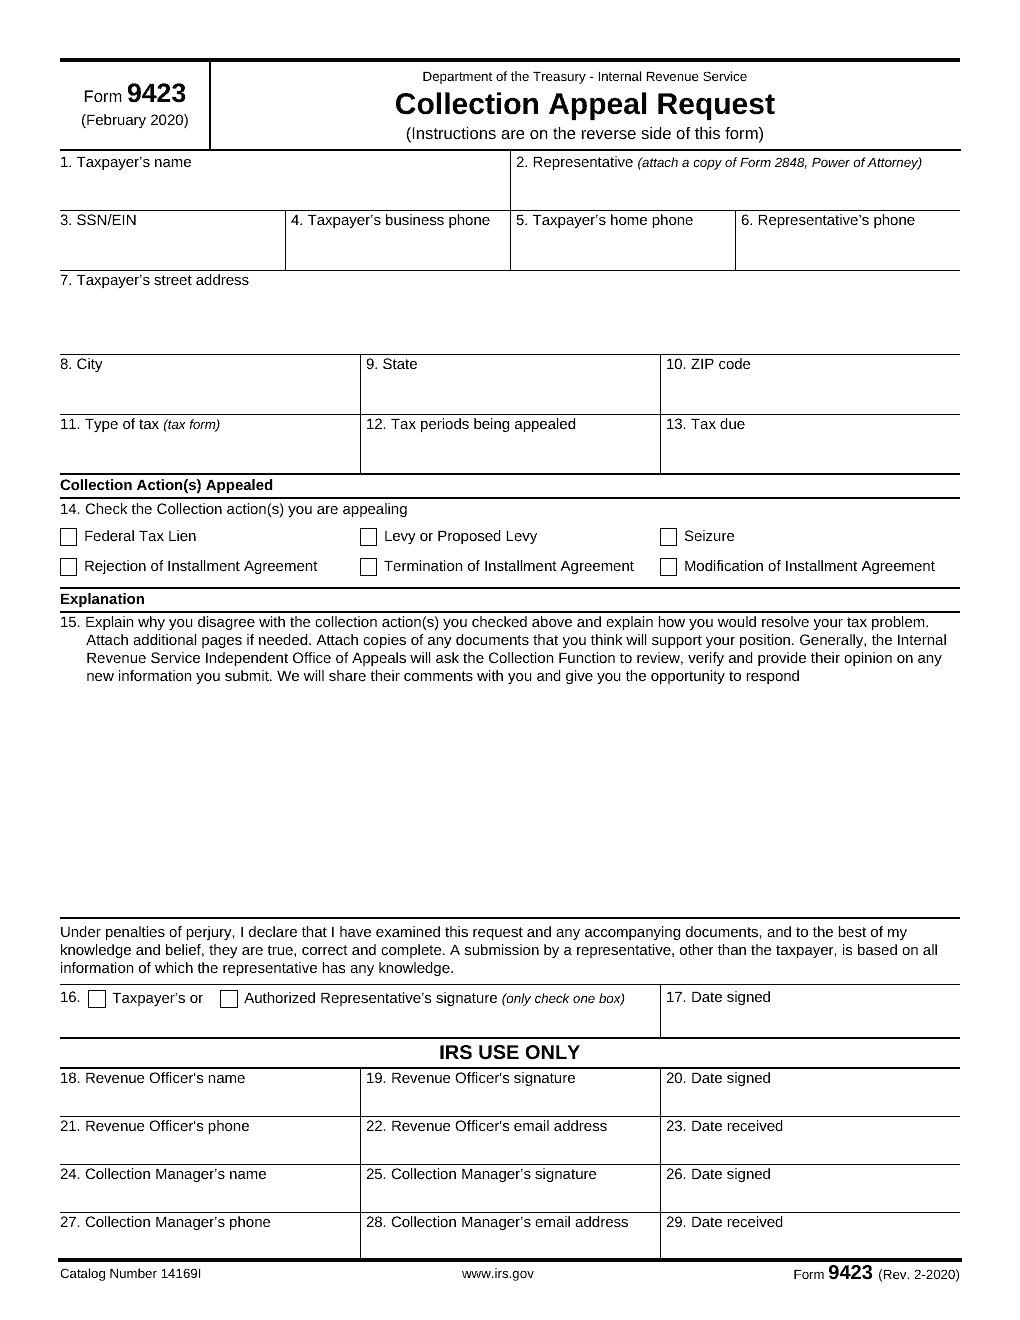 Form 9423
(February 2020)
Department of the Treasury - Internal Revenue Service
Collection Appeal Request
(Instructions are on the reverse side of this form)
1. Taxpayer’s name
2. Representative (attach a copy of Form 2848, Power of Attorney)
3. SSN/EIN
4. Taxpayer’s business phone
5. Taxpayer’s home phone
6. Representative’s phone
7. Taxpayer’s street address
8. City
9. State
10. ZIP code
11. Type of tax (tax form)
12. Tax periods being appealed
13. Tax due
Collection Action(s) Appealed
14. Check the Collection action(s) you are appealing
Federal Tax Lien
Levy or Proposed Levy
Seizure
Rejection of Installment Agreement
Termination of Installment Agreement
Modification of Installment Agreement
Explanation
15. Explain why you disagree with the collection action(s) you checked above and explain how you would resolve your tax problem.
Attach additional pages if needed. Attach copies of any documents that you think will support your position. Generally, the Internal
Revenue Service Independent Office of Appeals will ask the Collection Function to review, verify and provide their opinion on any
new information you submit. We will share their comments with you and give you the opportunity to respond
Under penalties of perjury, I declare that I have examined this request and any accompanying documents, and to the best of my
knowledge and belief, they are true, correct and complete. A submission by a representative, other than the taxpayer, is based on all
information of which the representative has any knowledge.
16. Taxpayer’s or Authorized Representative’s signature (only check one box)
17. Date signed
IRS USE ONLY
18. Revenue Officer's name
19. Revenue Officer's signature
20. Date signed
21. Revenue Officer's phone
22. Revenue Officer's email address
23. Date received
24. Collection Manager’s name
25. Collection Manager’s signature
26. Date signed
27. Collection Manager’s phone
28. Collection Manager’s email address
29. Date received
Catalog Number 14169I
www.irs.gov
Form 9423 (Rev. 2-2020)